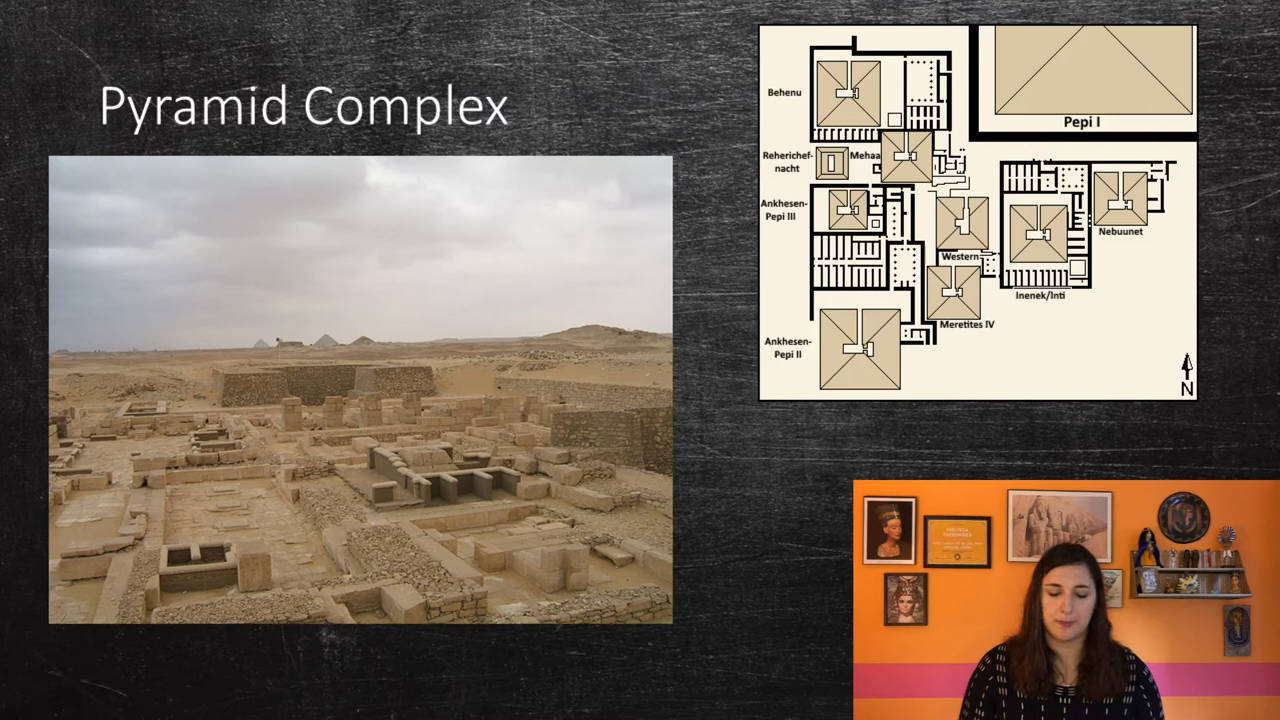 Pyramid Complex
Behenu
Pepi I
Reherichef-
nacht
Mehaa
Ankhesen-
Pepi III
Western
Nebuunet
Inenek/Inti
Meretites IV
Ankhesen-
Pepi II
N